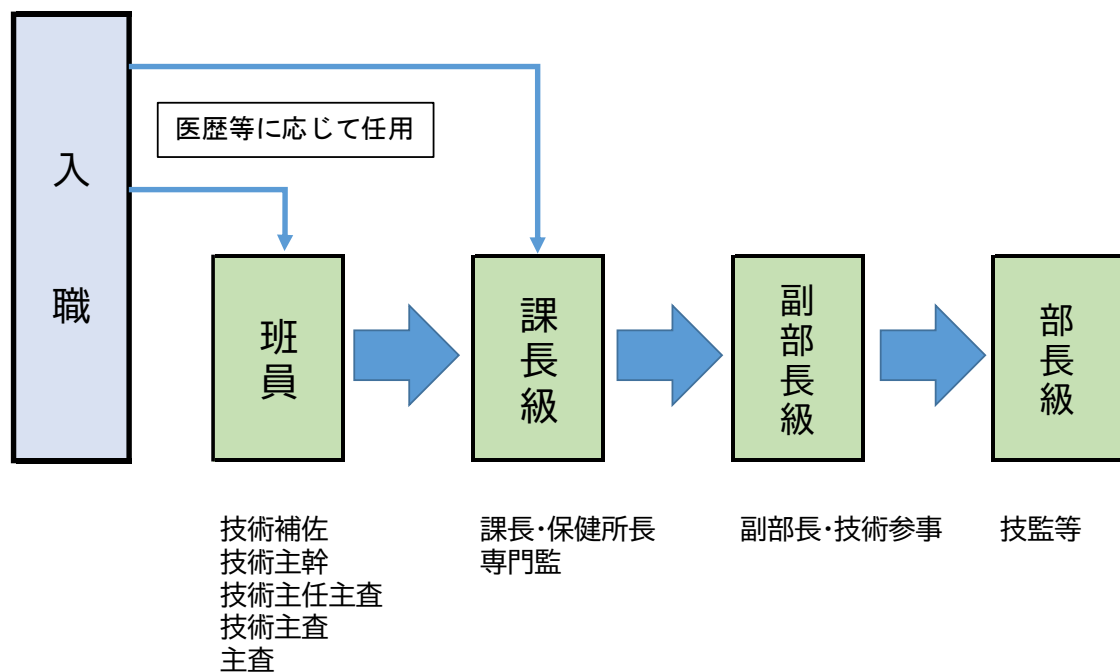 入職
医歴等に応じて任用
班員
課長級
副部長級
部長級
技術補佐
技術主幹
技術主任主査
技術主査
主査
課長・保健所長
専門監
副部長・技術参事
技監等